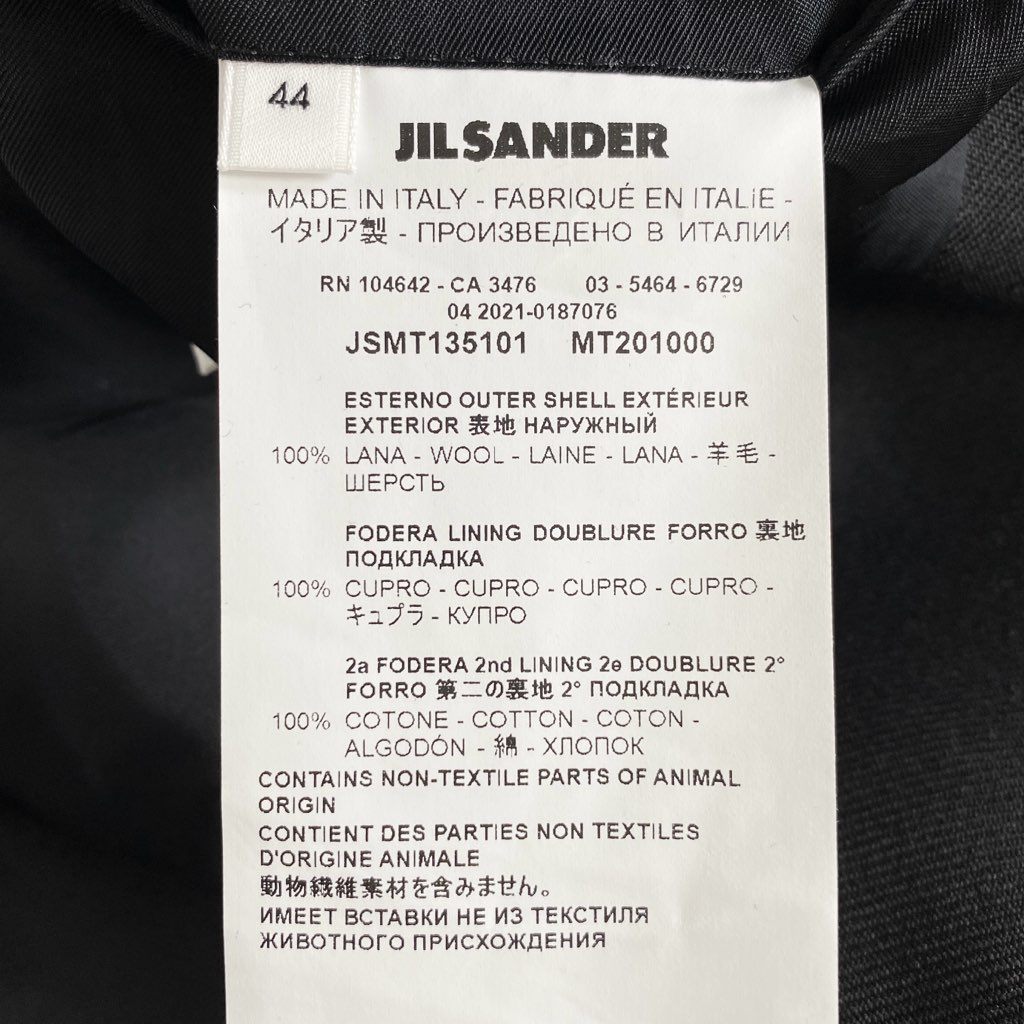 44
JIL SANDER
MADE IN ITALY - FABRIQUÉ EN ITALIE -
イタリア製 - ПРОИЗВЕДЕНО В ИТАЛИИ
RN 104642 - CA 3476 03 - 5464 - 6729
04 2021-0187076
JSMT135101 MT201000
ESTERNO OUTER SHELL EXTÉRIEUR
EXTERIOR 表地 НАРУЖНЫЙ
100% LANA - WOOL - LAINE - LANA - 羊毛 -
ШЕРСТЬ
FODERA LINING DOUBLURE FORRO 裏地
ПОДКЛАДКА
100% CUPRO - CUPRO - CUPRO - CUPRO -
キュプラ - КУПРО
2a FODERA 2nd LINING 2e DOUBLURE 2°
FORRO 第二の裏地 2° ПОДКЛАДКА
100% COTONE - COTTON - COTON -
ALGODÓN - 綿 - ХЛОПОК
CONTAINS NON-TEXTILE PARTS OF ANIMAL
ORIGIN
CONTIENT DES PARTIES NON TEXTILES
D'ORIGINE ANIMALE
動物繊維素材を含みません。
ИМЕЕТ ВСТАВКИ НЕ ИЗ ТЕКСТИЛЯ
ЖИВОТНОГО ПРИСХОЖДЕНИЯ